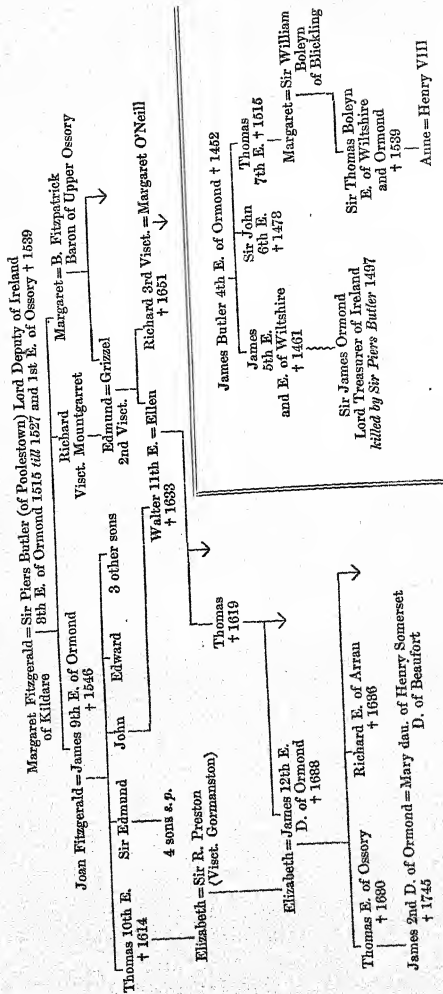 Margaret Fitzgerald=Sir Piers Butler (of Poolestown) Lord Deputy of Ireland
of Kildare
8th E. of Ormond 1515 till 1527 and 1st E. of Ossory † 1539
Joan Fitzgerald=James 9th E. of Ormond
† 1546
Richard
Visct. Mountgarret
Margaret=B. Fitzpatrick
Baron of Upper Ossory
Thomas 10th E.
† 1614
Sir Edmund
4 sons s.p.
John
Edward
3 other sons
Edmund=Grizzel
2nd Visct.
Elizabeth=Sir R. Preston
(Visct. Gormanston)
Walter 11th E.=Ellen
† 1633
Richard 3rd Visct.=Margaret O'Neill
† 1651
Thomas
† 1619
Elizabeth=James 12th E.
D. of Ormond
† 1688
Thomas E. of Ossory
† 1680
Richard E. of Arran
† 1686
James 2nd D. of Ormond=Mary dau. of Henry Somerset
† 1745
D. of Beaufort
James Butler 4th E. of Ormond † 1452
James
5th E.
and E. of Wiltshire
† 1461
Sir John
6th E.
† 1478
Thomas
7th E. † 1515
Margaret=Sir William
Boleyn
of Blickling
Sir James Ormond
Lord Treasurer of Ireland
killed by Sir Piers Butler 1497
Sir Thomas Boleyn
E. of Wiltshire
and Ormond
† 1539
Anne=Henry VIII